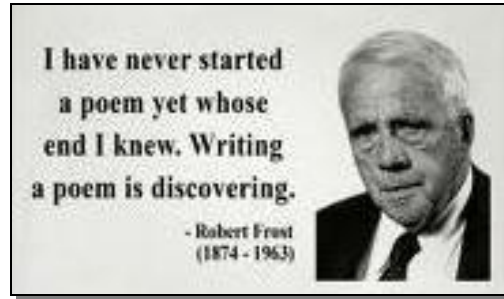 I have never started
a poem yet whose
end I knew. Writing
a poem is discovering.
- Robert Frost
(1874 - 1963)